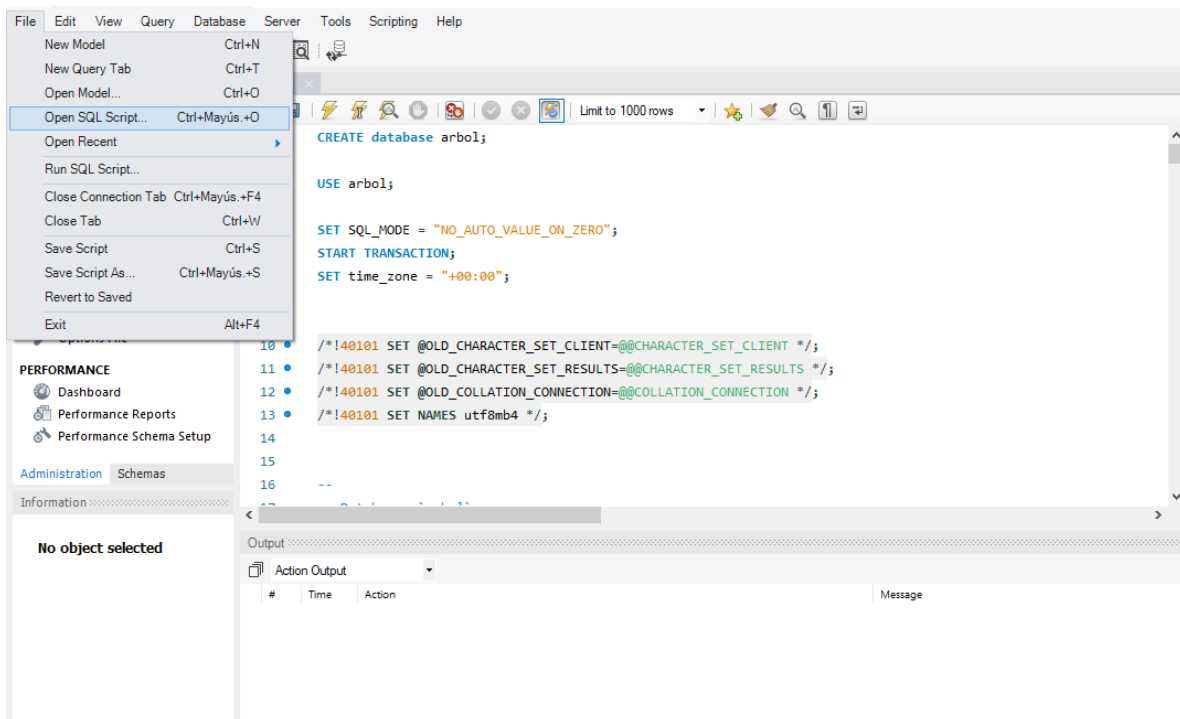 File Edit View Query Database Server Tools Scripting Help
New Model Ctrl+N
New Query Tab Ctrl+T
Open Model... Ctrl+O
Open SQL Script... Ctrl+Mayús.+O
Open Recent
Run SQL Script...
Close Connection Tab Ctrl+Mayús.+F4
Close Tab Ctrl+W
Save Script Ctrl+S
Save Script As... Ctrl+Mayús.+S
Revert to Saved
Exit Alt+F4
PERFORMANCE
Dashboard
Performance Reports
Performance Schema Setup
Administration Schemas
Information
No object selected
Limit to 1000 rows
CREATE database arbol;
USE arbol;
SET SQL_MODE = "NO_AUTO_VALUE_ON_ZERO";
START TRANSACTION;
SET time_zone = "+00:00";
10 /*!40101 SET @OLD_CHARACTER_SET_CLIENT=@@CHARACTER_SET_CLIENT */;
11 /*!40101 SET @OLD_CHARACTER_SET_RESULTS=@@CHARACTER_SET_RESULTS */;
12 /*!40101 SET @OLD_COLLATION_CONNECTION=@@COLLATION_CONNECTION */;
13 /*!40101 SET NAMES utf8mb4 */;
14
15
16 --
Output
Action Output
# Time Action Message